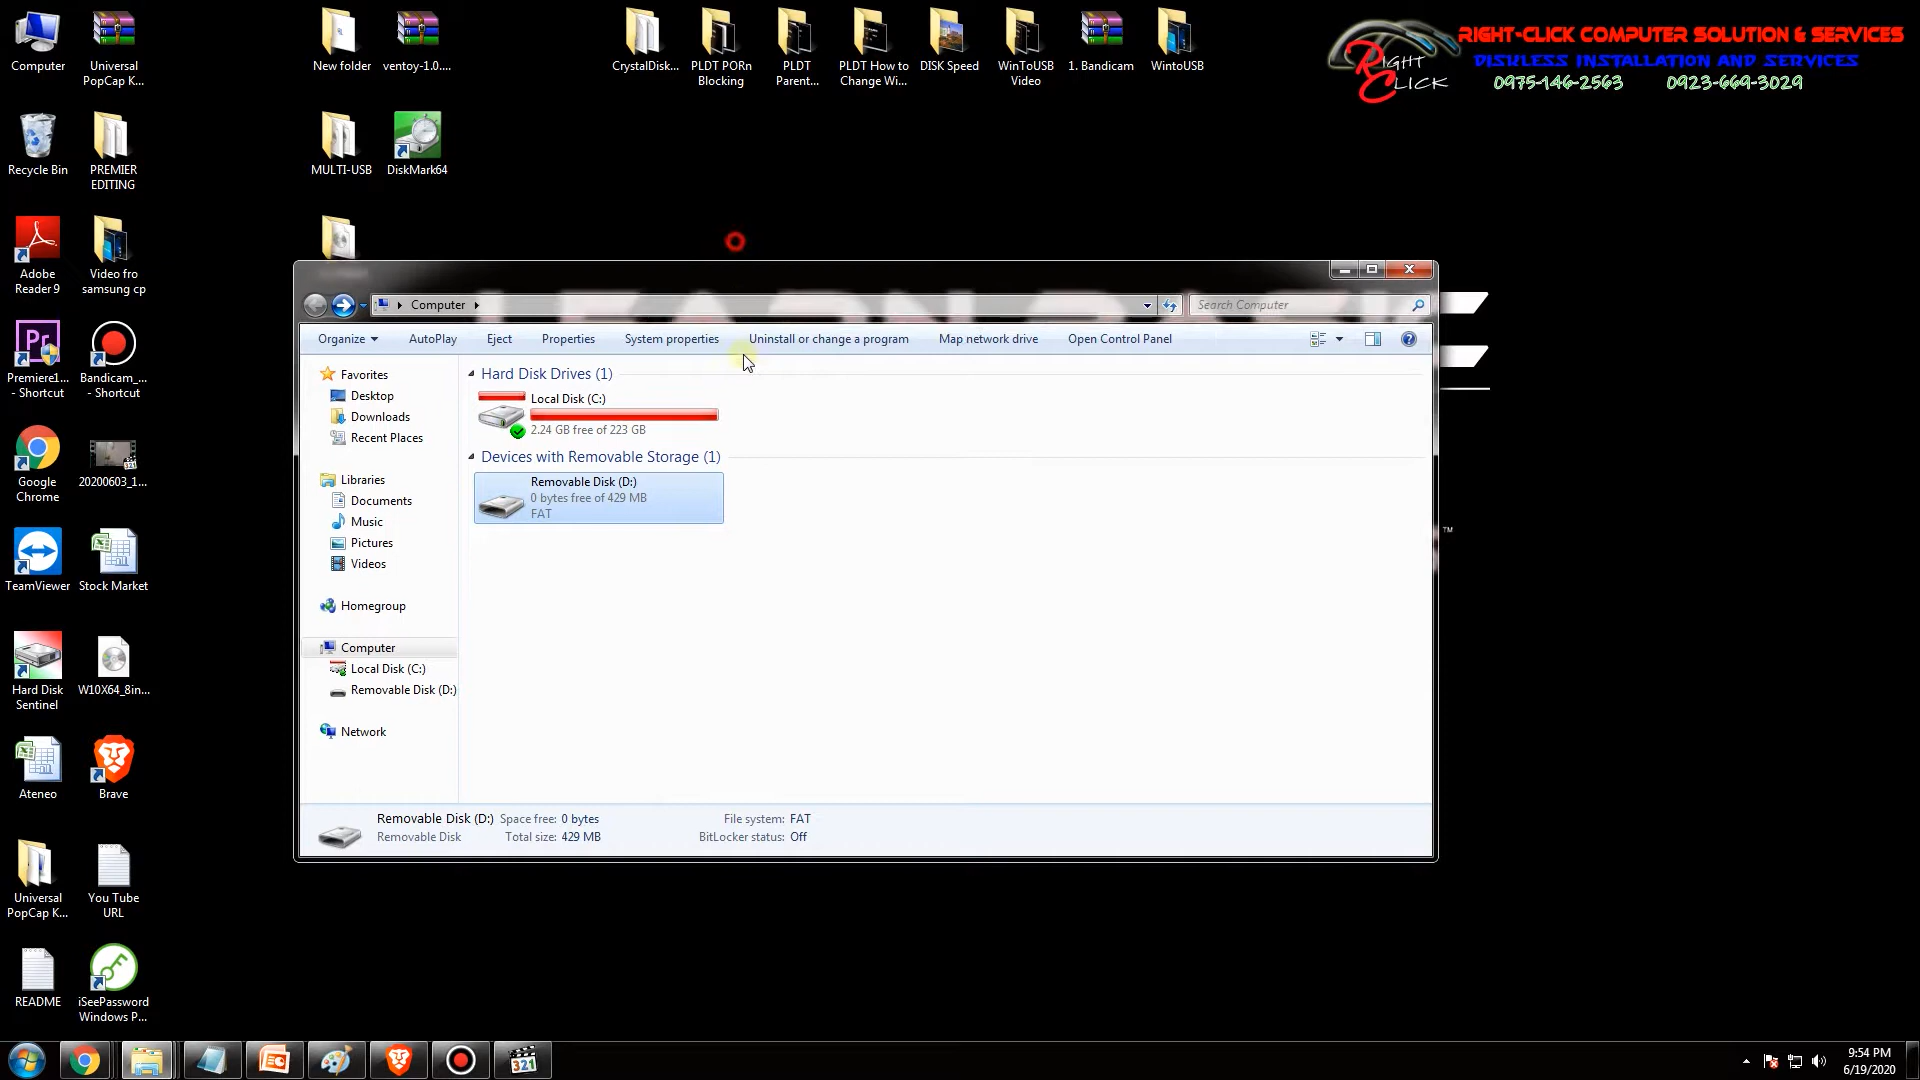 Computer
Universal
PopCap K...
New folder
ventoy-1.0....
CrystalDisk...
PLDT PORn
Blocking
PLDT
Parent...
PLDT How to
Change Wi...
DISK Speed
WinToUSB
Video
1. Bandicam
WintoUSB
RIGHT-CLICK COMPUTER SOLUTION & SERVICES
DISKLESS INSTALLATION AND SERVICES
0975-146-2563 0923-669-3029
Right
Click
Recycle Bin
PREMIER
EDITING
MULTI-USB
DiskMark64
Adobe
Reader 9
Video fro
samsung cp
Premiere1...
- Shortcut
Bandicam_...
- Shortcut
Google
Chrome
20200603_1...
TeamViewer
Stock Market
Hard Disk
Sentinel
W10X64_8in...
Ateneo
Brave
Universal
PopCap K...
You Tube
URL
README
iSeePassword
Windows P...
Computer
Search Computer
Organize
AutoPlay
Eject
Properties
System properties
Uninstall or change a program
Map network drive
Open Control Panel
Favorites
Desktop
Downloads
Recent Places
Libraries
Documents
Music
Pictures
Videos
Homegroup
Computer
Local Disk (C:)
Removable Disk (D:)
Network
Hard Disk Drives (1)
Local Disk (C:)
2.24 GB free of 223 GB
Devices with Removable Storage (1)
Removable Disk (D:)
0 bytes free of 429 MB
FAT
Removable Disk (D:) Space free: 0 bytes File system: FAT
Removable Disk Total size: 429 MB BitLocker status: Off
TM
321
9:54 PM
6/19/2020